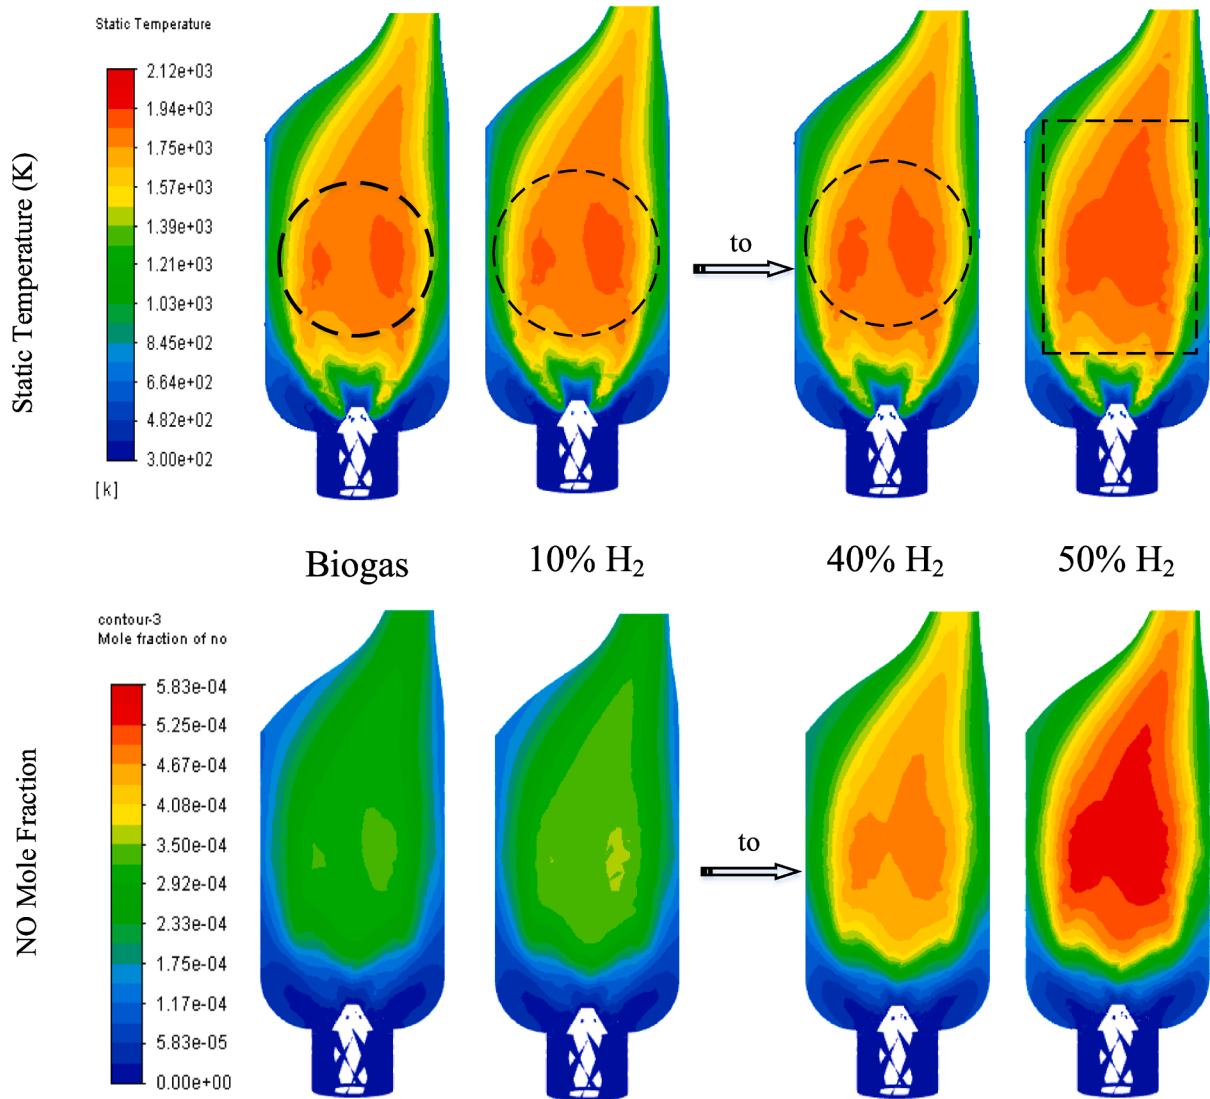 Static Temperature
2.12e+03
1.94e+03
1.75e+03
1.57e+03
1.39e+03
1.21e+03
1.03e+03
8.45e+02
6.64e+02
4.82e+02
3.00e+02
[k]
Static Temperature (K)
to
Biogas
10% H₂
40% H₂
50% H₂
contour-3
Mole fraction of no
5.83e-04
5.25e-04
4.67e-04
4.08e-04
3.50e-04
2.92e-04
2.33e-04
1.75e-04
1.17e-04
5.83e-05
0.00e+00
NO Mole Fraction
to